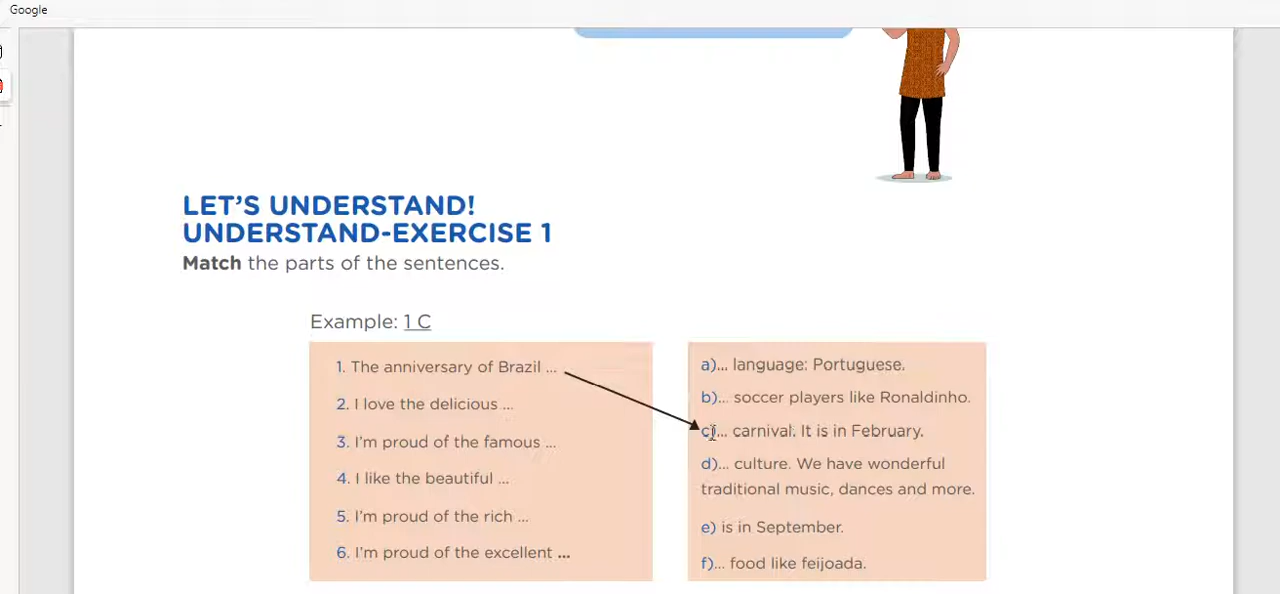 Google
LET'S UNDERSTAND!
UNDERSTAND-EXERCISE 1
Match the parts of the sentences.
Example: 1 C
1. The anniversary of Brazil ...
2. I love the delicious ...
3. I'm proud of the famous ...
4. I like the beautiful ...
5. I'm proud of the rich ...
6. I'm proud of the excellent ...
a)... language: Portuguese.
b)... soccer players like Ronaldinho.
c)... carnival. It is in February.
d)... culture. We have wonderful
traditional music, dances and more.
e) is in September.
f)... food like feijoada.